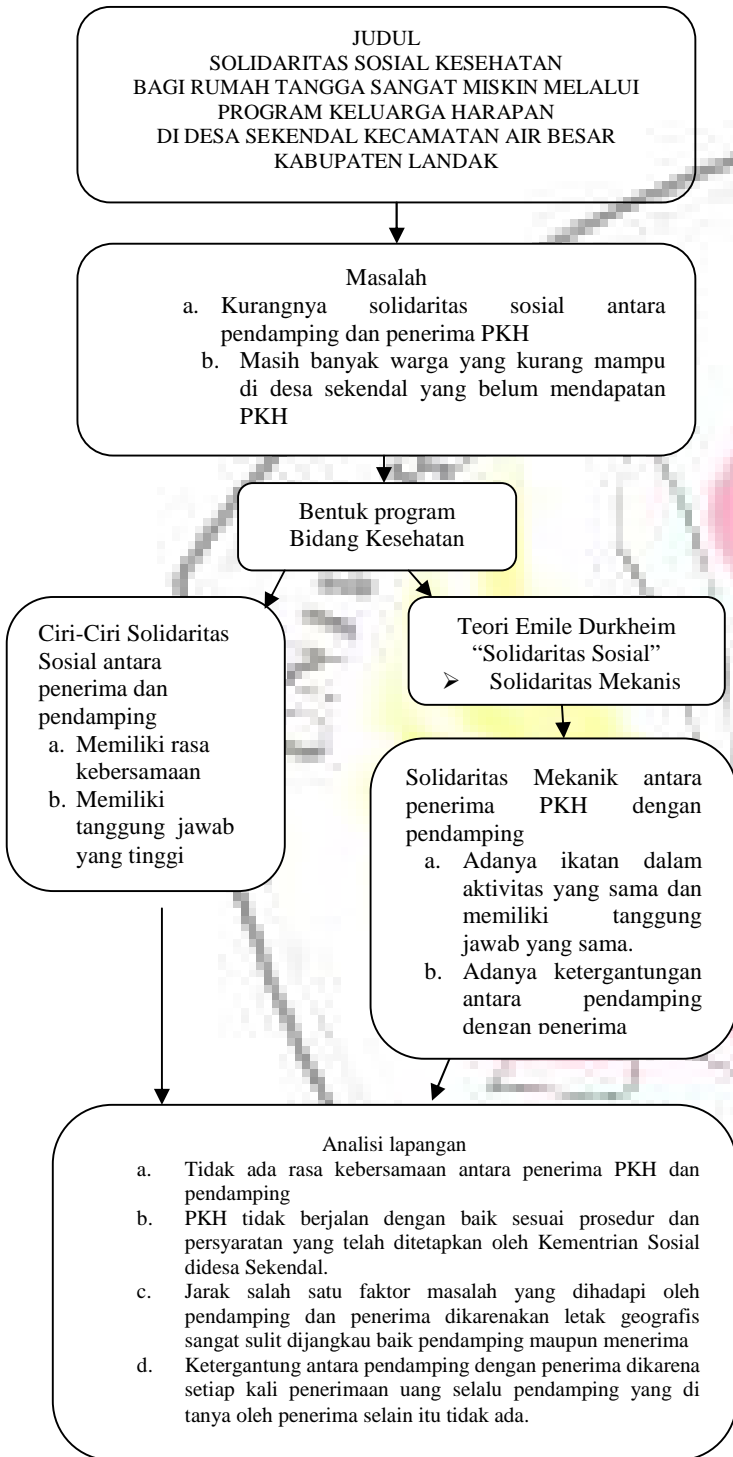 JUDUL
SOLIDARITAS SOSIAL KESEHATAN
BAGI RUMAH TANGGA SANGAT MISKIN MELALUI
PROGRAM KELUARGA HARAPAN
DI DESA SEKENDAL KECAMATAN AIR BESAR
KABUPATEN LANDAK
Masalah
a. Kurangnya solidaritas sosial antara
pendamping dan penerima PKH
b. Masih banyak warga yang kurang mampu
di desa sekendal yang belum mendapatan
PKH
Bentuk program
Bidang Kesehatan
Ciri-Ciri Solidaritas
Sosial antara
penerima dan
pendamping
a. Memiliki rasa
kebersamaan
b. Memiliki
tanggung jawab
yang tinggi
Teori Emile Durkheim
“Solidaritas Sosial”
➢ Solidaritas Mekanis
Solidaritas Mekanik antara
penerima PKH dengan
pendamping
a. Adanya ikatan dalam
aktivitas yang sama dan
memiliki tanggung
jawab yang sama.
b. Adanya ketergantungan
antara pendamping
dengan penerima
Analisi lapangan
a. Tidak ada rasa kebersamaan antara penerima PKH dan
pendamping
b. PKH tidak berjalan dengan baik sesuai prosedur dan
persyaratan yang telah ditetapkan oleh Kementrian Sosial
didesa Sekendal.
c. Jarak salah satu faktor masalah yang dihadapi oleh
pendamping dan penerima dikarenakan letak geografis
sangat sulit dijangkau baik pendamping maupun menerima
d. Ketergantung antara pendamping dengan penerima dikarena
setiap kali penerimaan uang selalu pendamping yang di
tanya oleh penerima selain itu tidak ada.